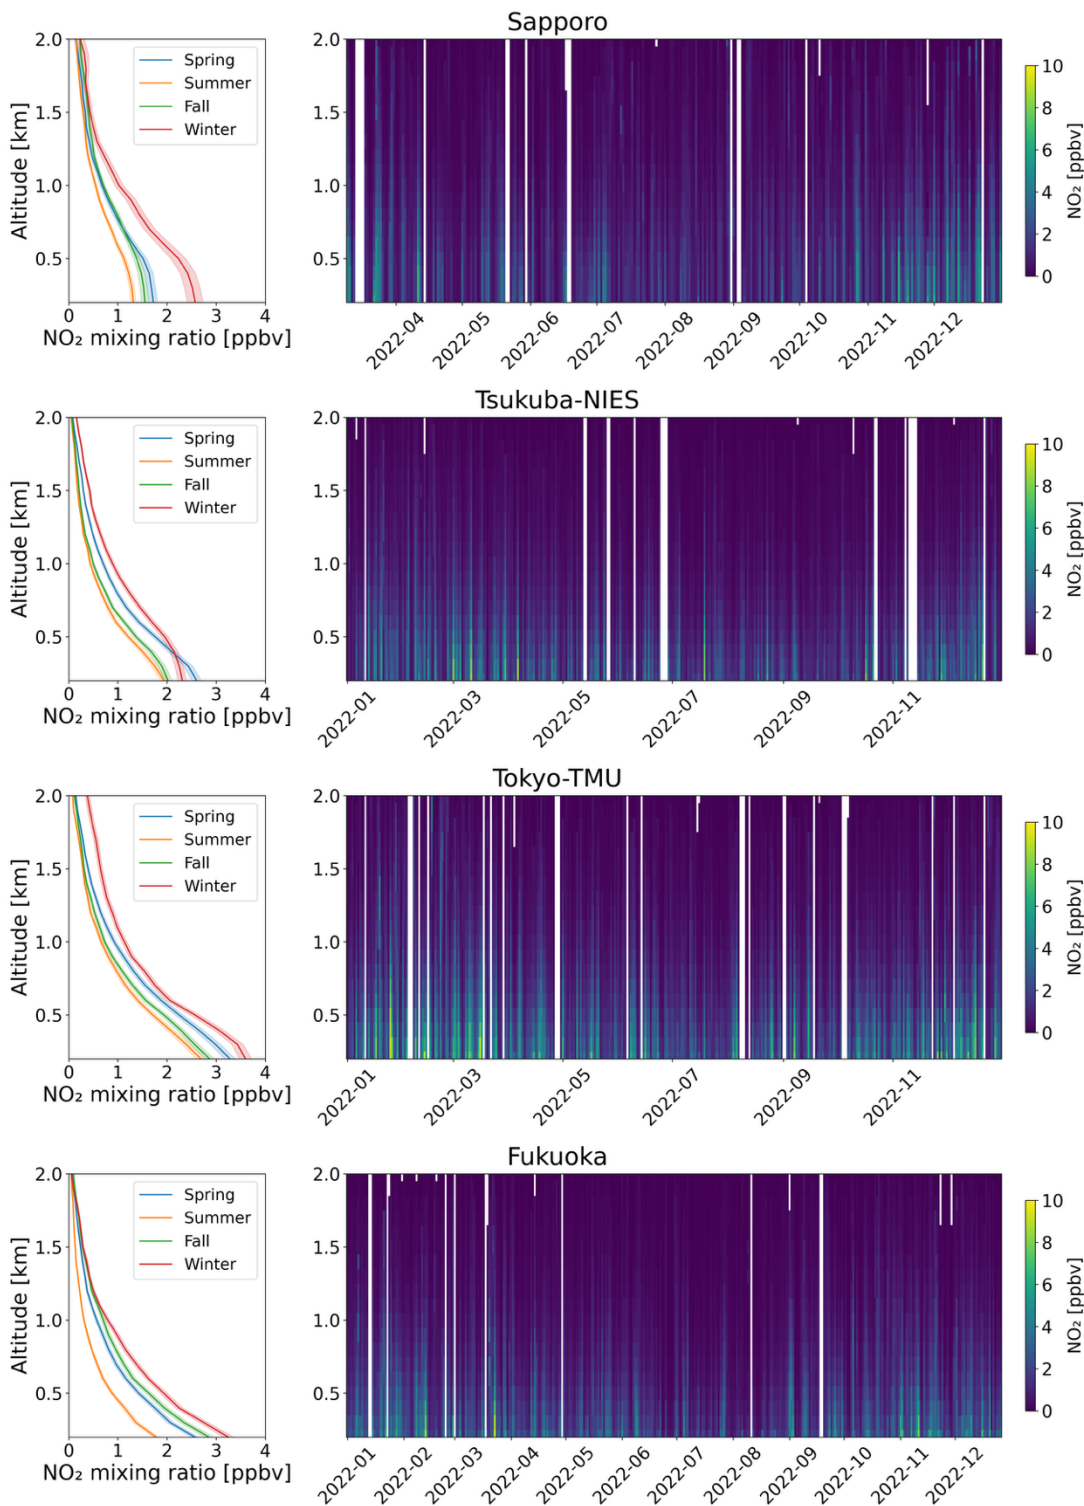 Sapporo
2.0
1.5
1.0
0.5
Altitude [km]
Spring
Summer
Fall
Winter
0 1 2 3 4
NO₂ mixing ratio [ppbv]
2.0
1.5
1.0
0.5
2022-04 2022-05 2022-06 2022-07 2022-08 2022-09 2022-10 2022-11 2022-12
10
8
6
4
2
0
NO₂ [ppbv]
Tsukuba-NIES
2.0
1.5
1.0
0.5
Altitude [km]
Spring
Summer
Fall
Winter
0 1 2 3 4
NO₂ mixing ratio [ppbv]
2.0
1.5
1.0
0.5
2022-01 2022-03 2022-05 2022-07 2022-09 2022-11
10
8
6
4
2
0
NO₂ [ppbv]
Tokyo-TMU
2.0
1.5
1.0
0.5
Altitude [km]
Spring
Summer
Fall
Winter
0 1 2 3 4
NO₂ mixing ratio [ppbv]
2.0
1.5
1.0
0.5
2022-01 2022-03 2022-05 2022-07 2022-09 2022-11
10
8
6
4
2
0
NO₂ [ppbv]
Fukuoka
2.0
1.5
1.0
0.5
Altitude [km]
Spring
Summer
Fall
Winter
0 1 2 3 4
NO₂ mixing ratio [ppbv]
2.0
1.5
1.0
0.5
2022-01 2022-02 2022-03 2022-04 2022-05 2022-06 2022-07 2022-08 2022-09 2022-10 2022-11 2022-12
10
8
6
4
2
0
NO₂ [ppbv]